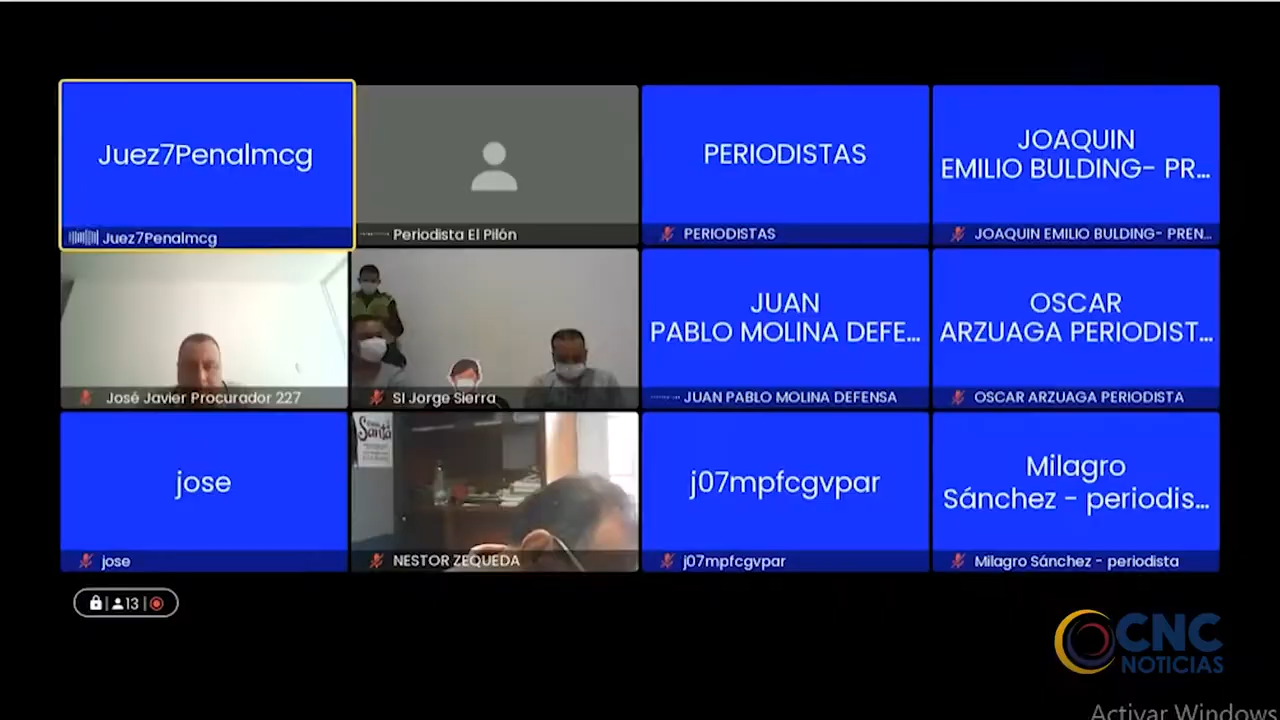 Juez7Penalmcg
Juez7Penalmcg
Periodista El Pilón
PERIODISTAS
PERIODISTAS
JOAQUIN
EMILIO BULDING- PR...
JOAQUIN EMILIO BULDING- PREN...
José Javier Procurador 227
SI Jorge Sierra
JUAN
PABLO MOLINA DEFE...
JUAN PABLO MOLINA DEFENSA
OSCAR
ARZUAGA PERIODIST...
OSCAR ARZUAGA PERIODISTA
jose
jose
Santa
NESTOR ZEQUEDA
j07mpfcgvpar
j07mpfcgvpar
Milagro
Sánchez - periodis...
Milagro Sánchez - periodista
13
CNC
NOTICIAS
Activar Windows